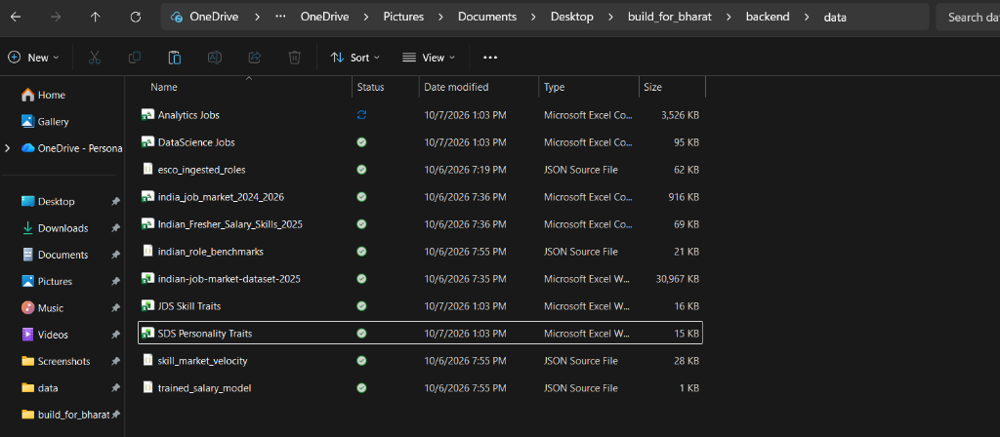 OneDrive > ... OneDrive > Pictures > Documents > Desktop > build_for_bharat > backend > data
Search dat
New
Sort
View
...
Name Status Date modified Type Size
Home
Gallery
OneDrive - Persona
Desktop
Downloads
Documents
Pictures
Music
Videos
Screenshots
data
build_for_bharat
Analytics Jobs 10/7/2026 1:03 PM Microsoft Excel Co... 3,526 KB
DataScience Jobs 10/7/2026 1:03 PM Microsoft Excel Co... 95 KB
esco_ingested_roles 10/6/2026 7:19 PM JSON Source File 62 KB
india_job_market_2024_2026 10/6/2026 7:36 PM Microsoft Excel Co... 916 KB
Indian_Fresher_Salary_Skills_2025 10/6/2026 7:36 PM Microsoft Excel Co... 69 KB
indian_role_benchmarks 10/6/2026 7:55 PM JSON Source File 21 KB
indian-job-market-dataset-2025 10/6/2026 7:35 PM Microsoft Excel W... 30,967 KB
JDS Skill Traits 10/7/2026 1:03 PM Microsoft Excel W... 16 KB
SDS Personality Traits 10/7/2026 1:03 PM Microsoft Excel W... 15 KB
skill_market_velocity 10/6/2026 7:55 PM JSON Source File 28 KB
trained_salary_model 10/6/2026 7:55 PM JSON Source File 1 KB